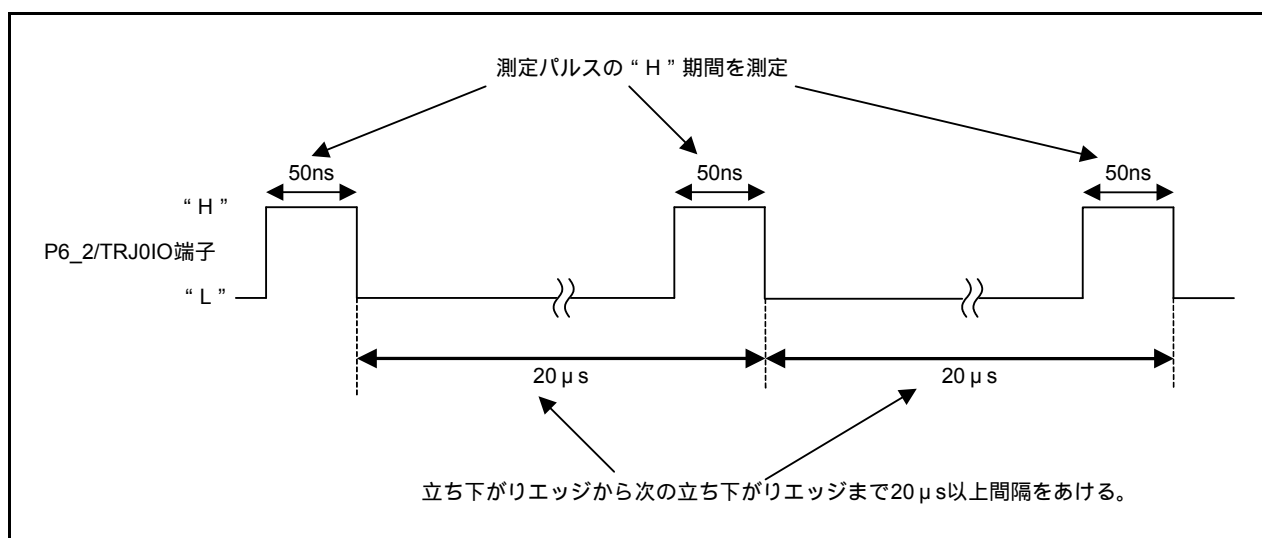 測定パルスの“H”期間を測定
50ns
50ns
50ns
“H”
P6_2/TRJ0IO端子
“L”
20μs
20μs
立ち下がりエッジから次の立ち下がりエッジまで20μs以上間隔をあける。